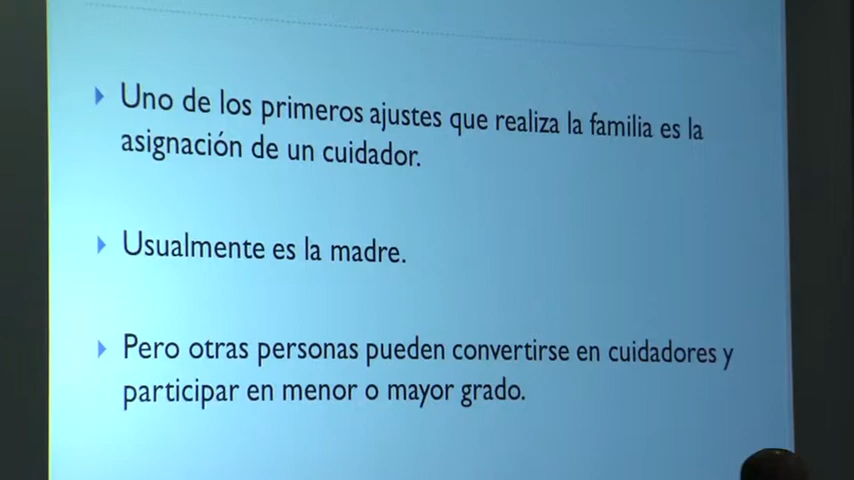 Uno de los primeros ajustes que realiza la familia es la
asignación de un cuidador.
Usualmente es la madre.
Pero otras personas pueden convertirse en cuidadores y
participar en menor o mayor grado.